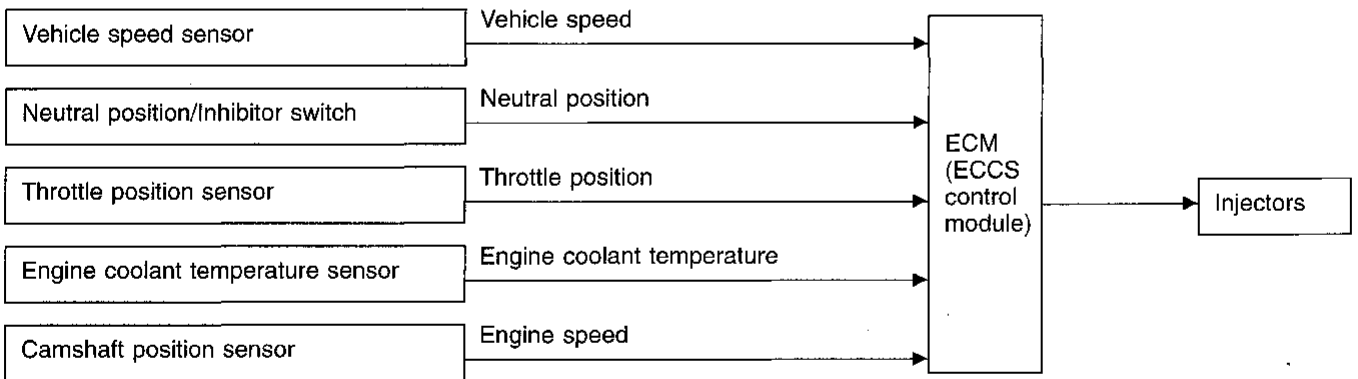 Vehicle speed sensor
Vehicle speed
Neutral position/Inhibitor switch
Neutral position
Throttle position sensor
Throttle position
Engine coolant temperature sensor
Engine coolant temperature
Camshaft position sensor
Engine speed
ECM
(ECCS
control
module)
Injectors